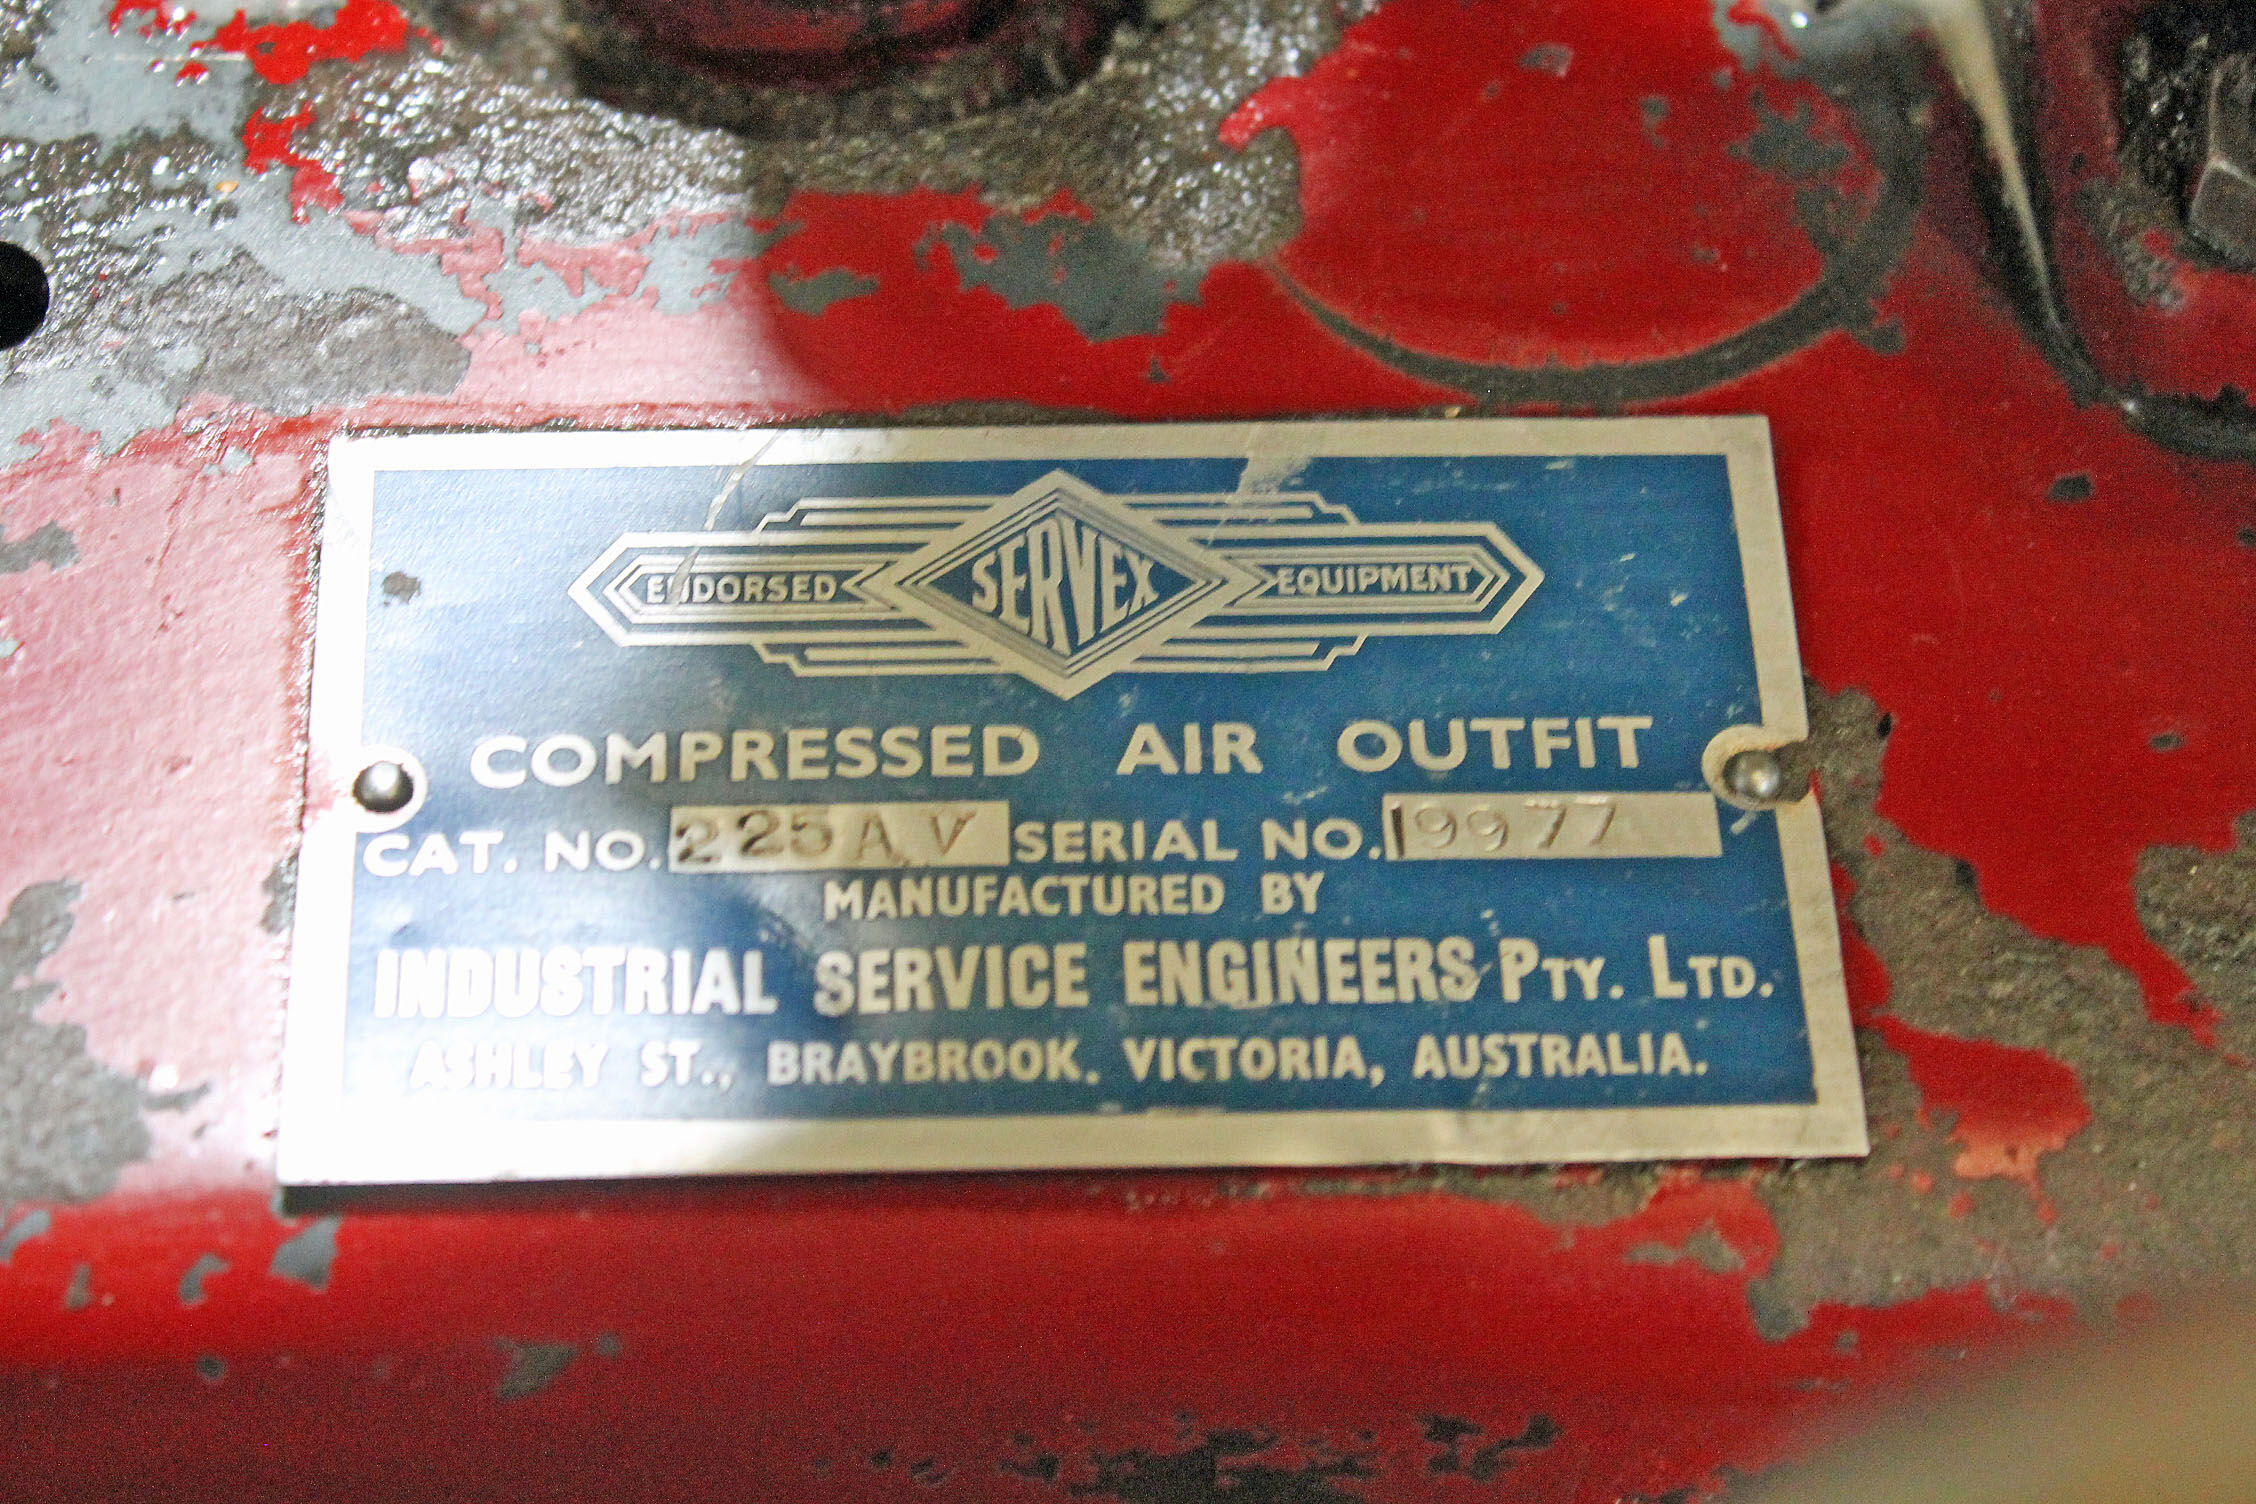 ENDORSED SERVEX EQUIPMENT
COMPRESSED AIR OUTFIT
CAT. NO. 225AV SERIAL NO. 19977
MANUFACTURED BY
INDUSTRIAL SERVICE ENGINEERS PTY. LTD.
ASHLEY ST., BRAYBROOK. VICTORIA, AUSTRALIA.